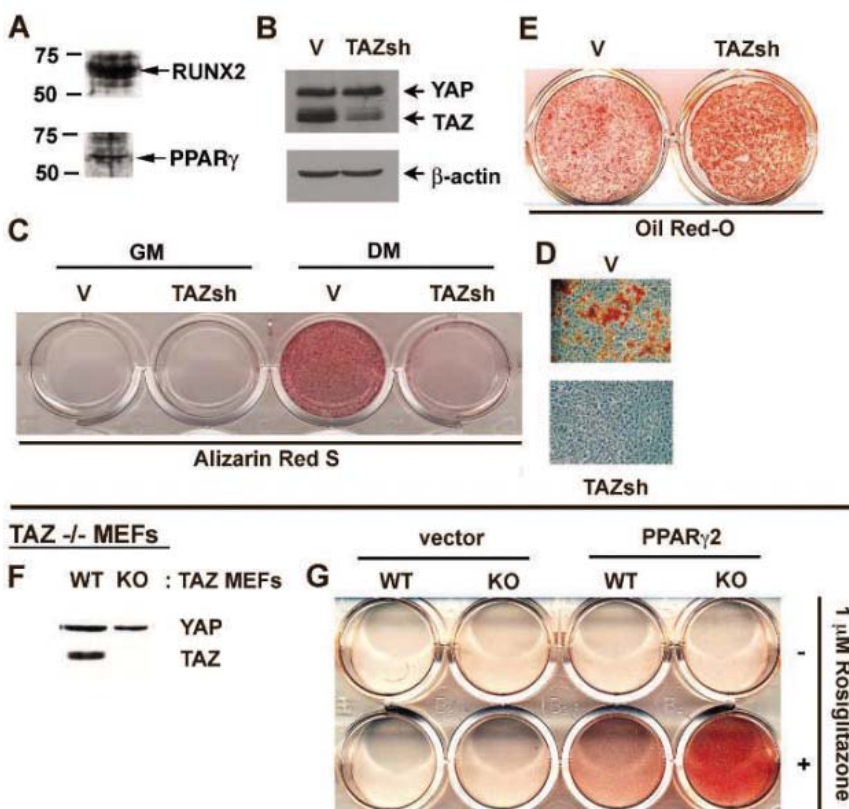 A
75
RUNX2
50
75
PPARγ
50
B
V TAZsh
YAP
TAZ
β-actin
E
V TAZsh
Oil Red-O
C
GM DM
V TAZsh V TAZsh
Alizarin Red S
D
V
TAZsh
TAZ -/- MEFs
F
WT KO : TAZ MEFs
YAP
TAZ
G
vector PPARγ2
WT KO WT KO
-
+
1 μM Rosiglitazone